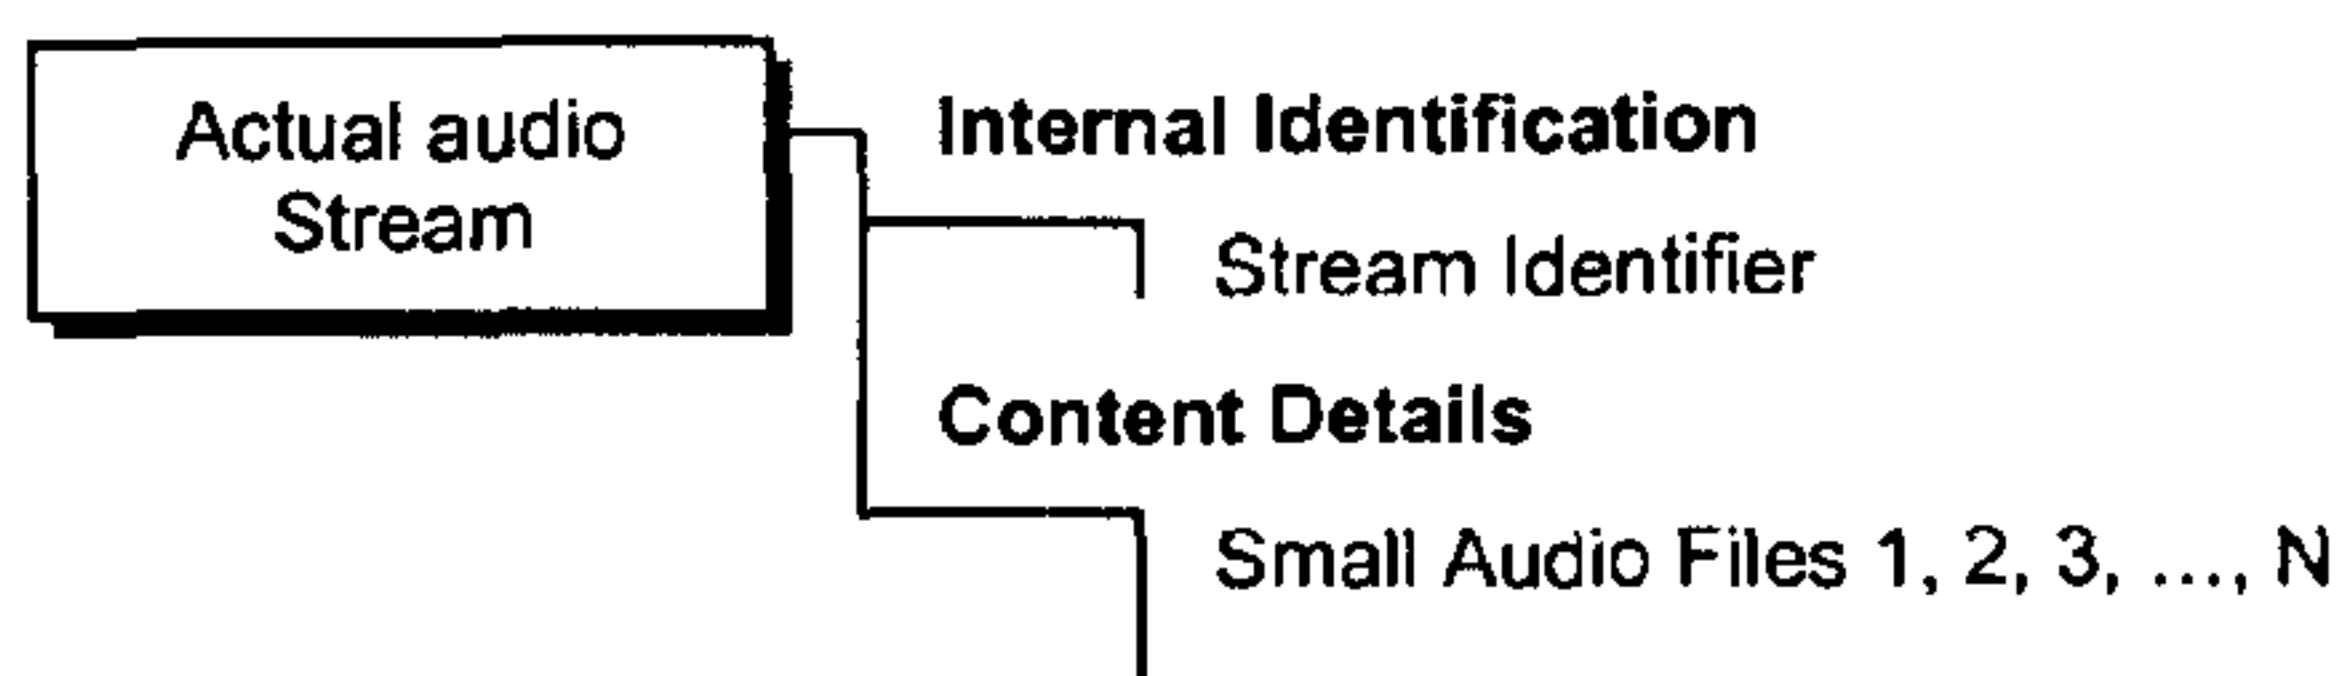 Actual audio
Stream
Internal Identification
Stream Identifier
Content Details
Small Audio Files 1, 2, 3, ..., N